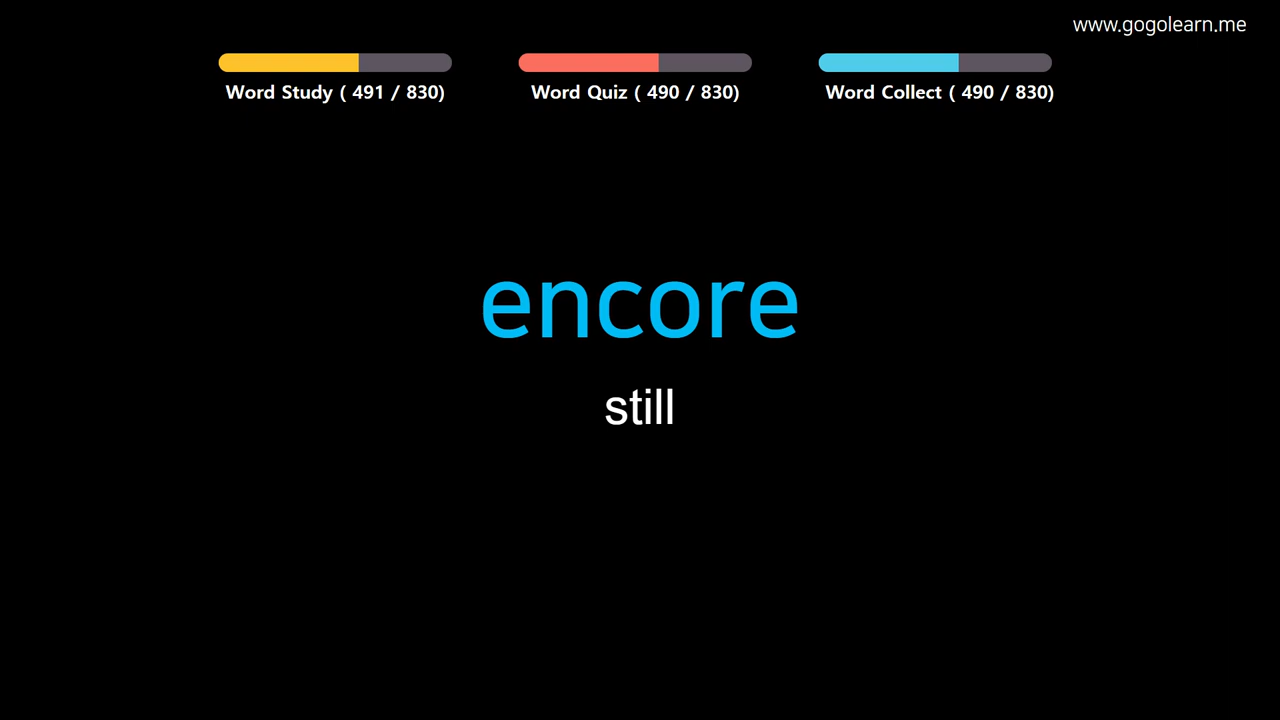 www.gogolearn.me
Word Study ( 491 / 830)
Word Quiz ( 490 / 830)
Word Collect ( 490 / 830)
encore
still